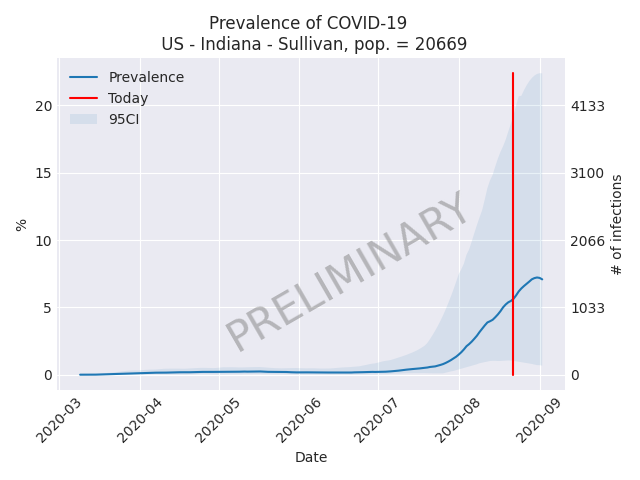 Prevalence of COVID-19
US - Indiana - Sullivan, pop. = 20669
Prevalence
Today
95CI
PRELIMINARY
%
20
15
10
5
0
4133
3100
2066
1033
0
# of infections
2020-03
2020-04
2020-05
2020-06
2020-07
2020-08
2020-09
Date